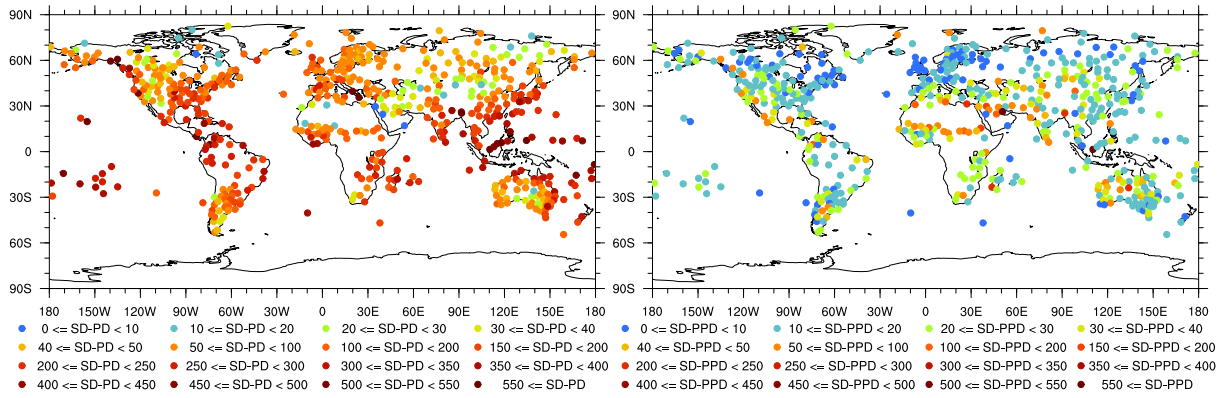 90N
60N
30N
0
30S
60S
90S
180 150W 120W 90W 60W 30W 0 30E 60E 90E 120E 150E 180
0 <= SD-PD < 10 10 <= SD-PD < 20 20 <= SD-PD < 30 30 <= SD-PD < 40
40 <= SD-PD < 50 50 <= SD-PD < 100 100 <= SD-PD < 200 150 <= SD-PD < 200
200 <= SD-PD < 250 250 <= SD-PD < 300 300 <= SD-PD < 350 350 <= SD-PD < 400
400 <= SD-PD < 450 450 <= SD-PD < 500 500 <= SD-PD < 550 550 <= SD-PD
90N
60N
30N
0
30S
60S
90S
180 150W 120W 90W 60W 30W 0 30E 60E 90E 120E 150E 180
0 <= SD-PPD < 10 10 <= SD-PPD < 20 20 <= SD-PPD < 30 30 <= SD-PPD < 40
40 <= SD-PPD < 50 50 <= SD-PPD < 100 100 <= SD-PPD < 200 150 <= SD-PPD < 200
200 <= SD-PPD < 250 250 <= SD-PPD < 300 300 <= SD-PPD < 350 350 <= SD-PPD < 400
400 <= SD-PPD < 450 450 <= SD-PPD < 500 500 <= SD-PPD < 550 550 <= SD-PPD